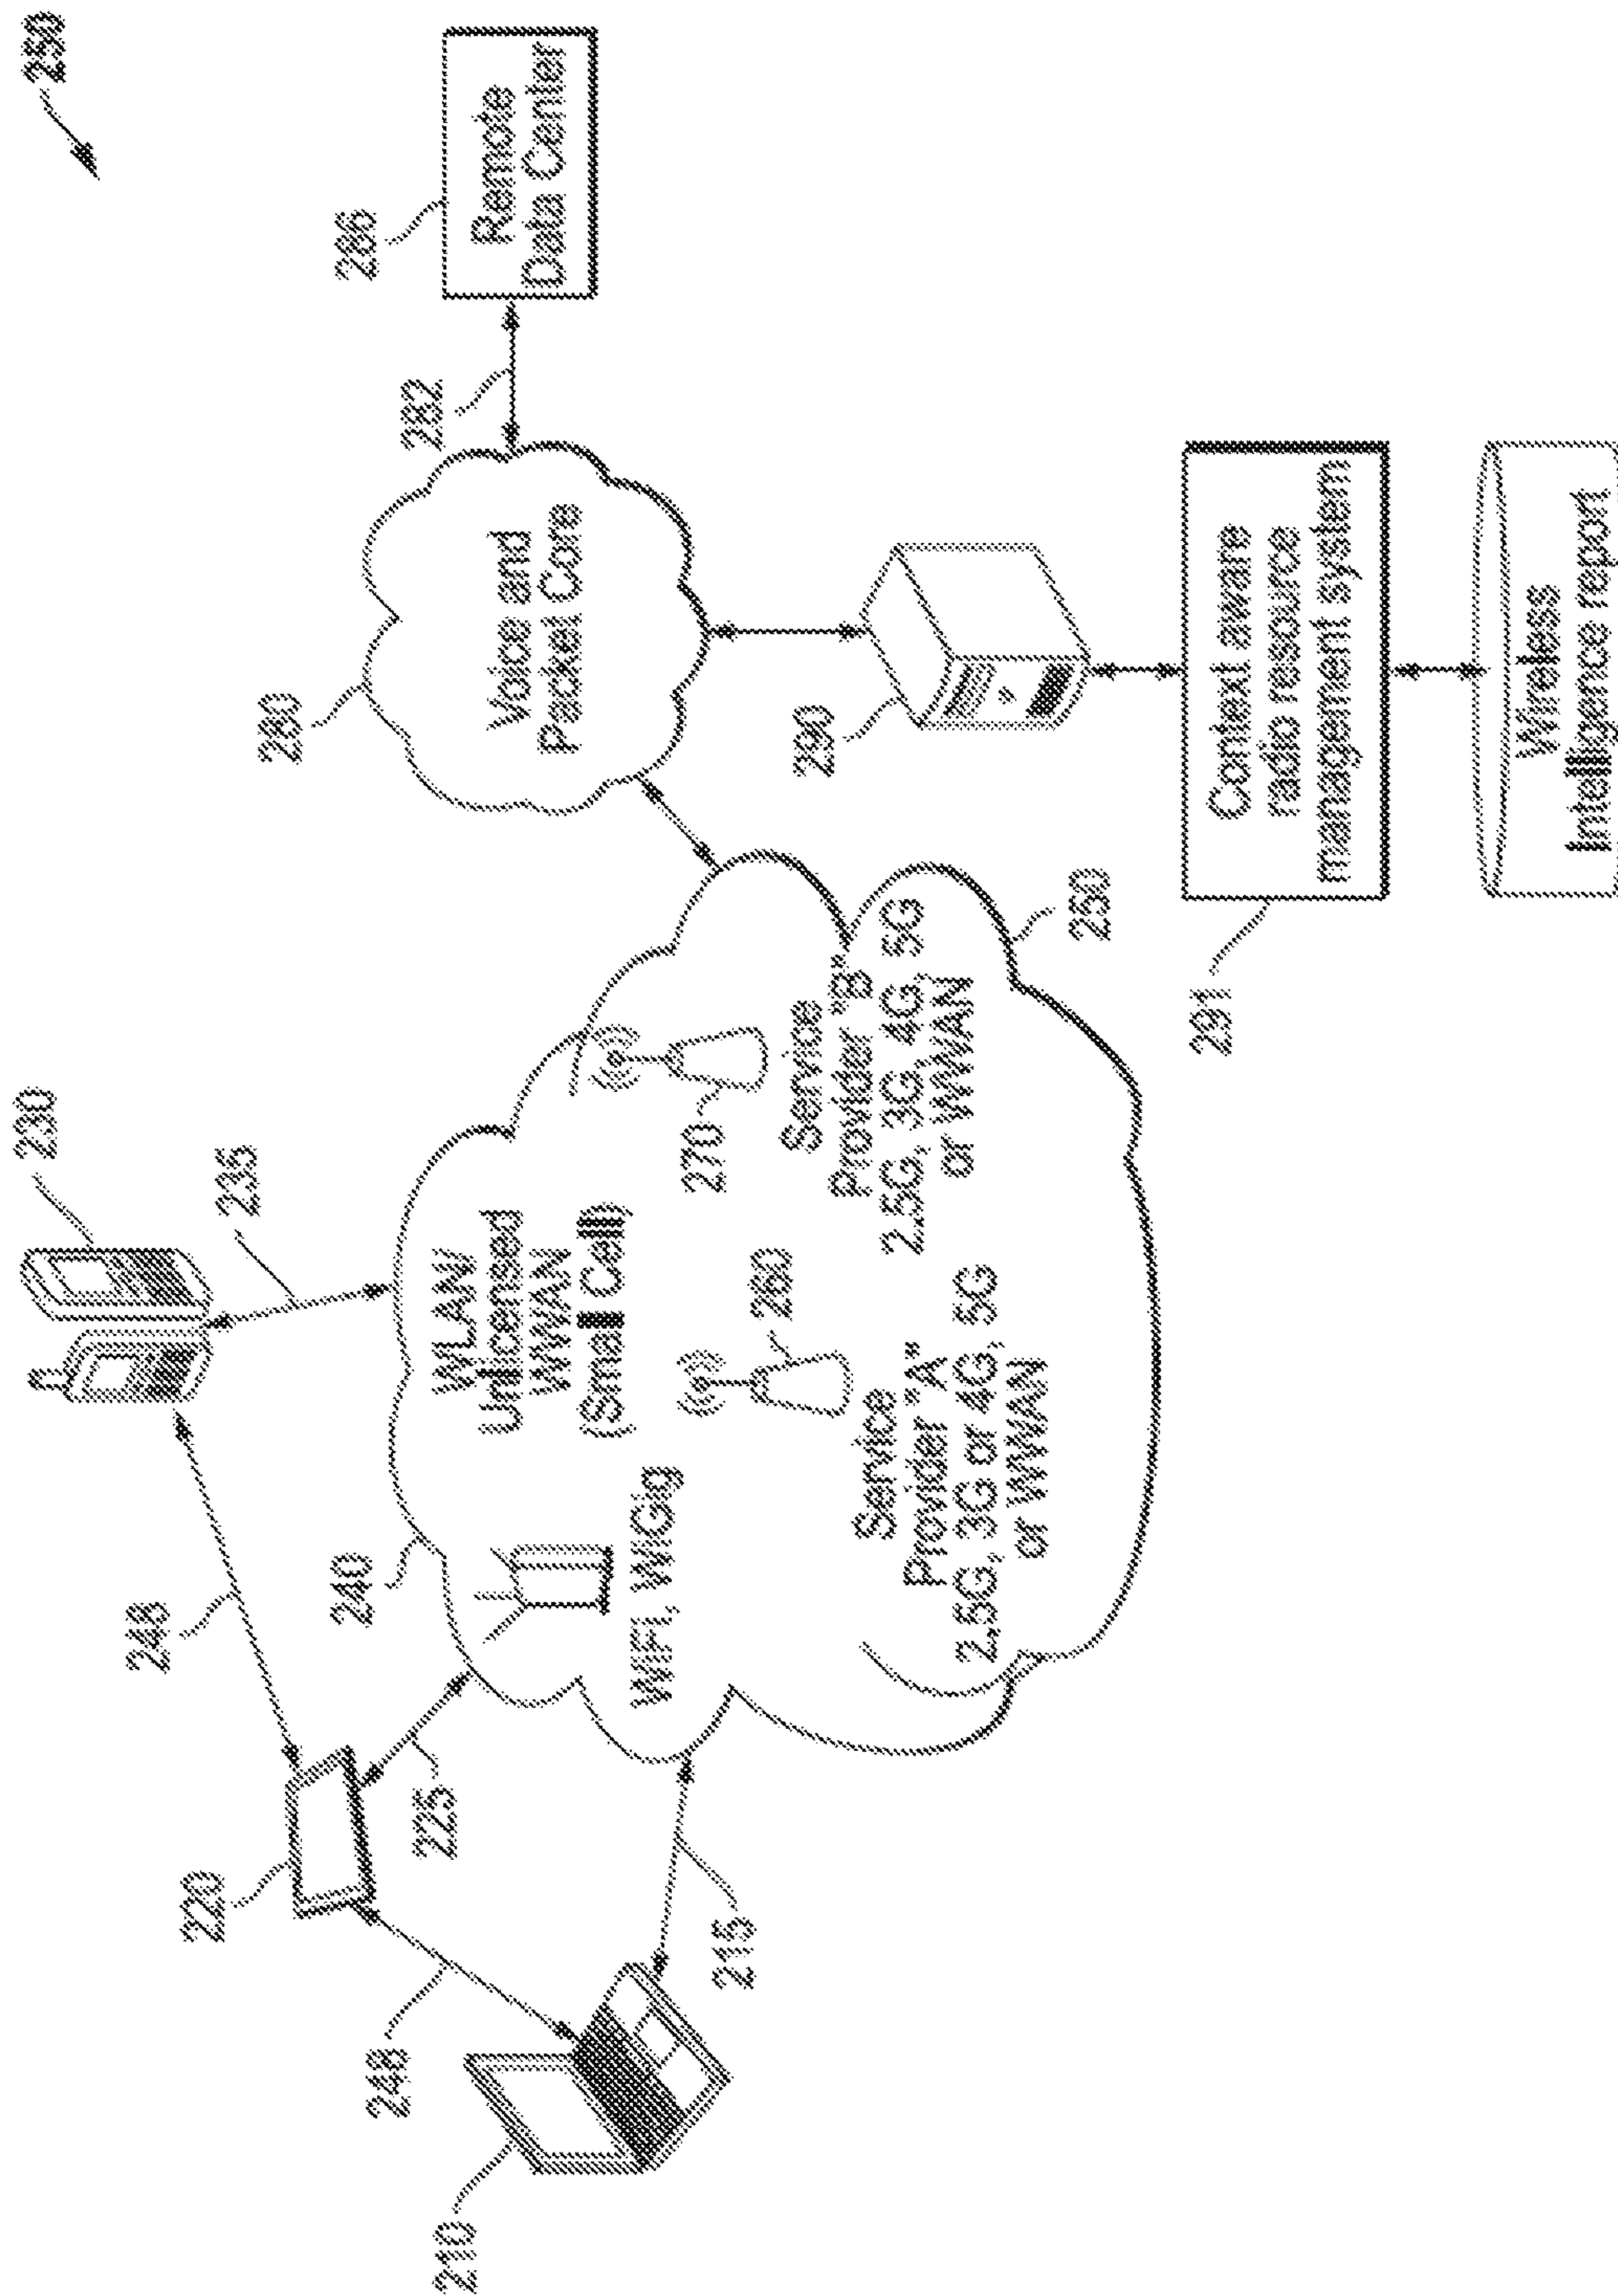 250
230
235
248
220
240
225
248
210
215
WLAN/
Unlicensed
WWAN
(Small Cell)
WIFI, WiGig
260
Service
Provider "A"
2.5G, 3G or 4G, 5G
or WWAN
270
Service
Provider "B"
2.5G, 3G, 4G, 5G
or WWAN
250
280
Voice and
Packet Core
282
286
Remote
Data Center
290
291
Context aware
radio resource
management system
Wireless
Intelligence report